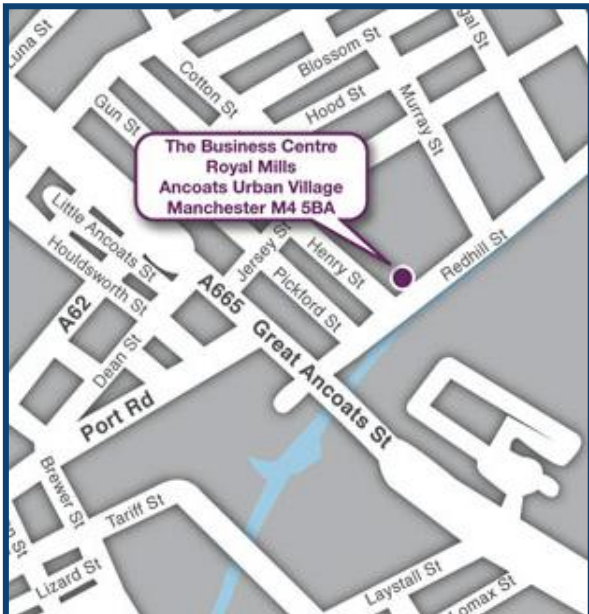 Luna St
Cotton St
Blossom St
Gun St
Hood St
Murray St
The Business Centre
Royal Mills
Ancoats Urban Village
Manchester M4 5BA
Little Ancoats St
Jersey St
Henry St
Redhill St
Houldsworth St
A62
A665
Pickford St
Great Ancoats St
Dean St
Port Rd
Brewer St
Tariff St
Lizard St
Laystall St
Lomax St